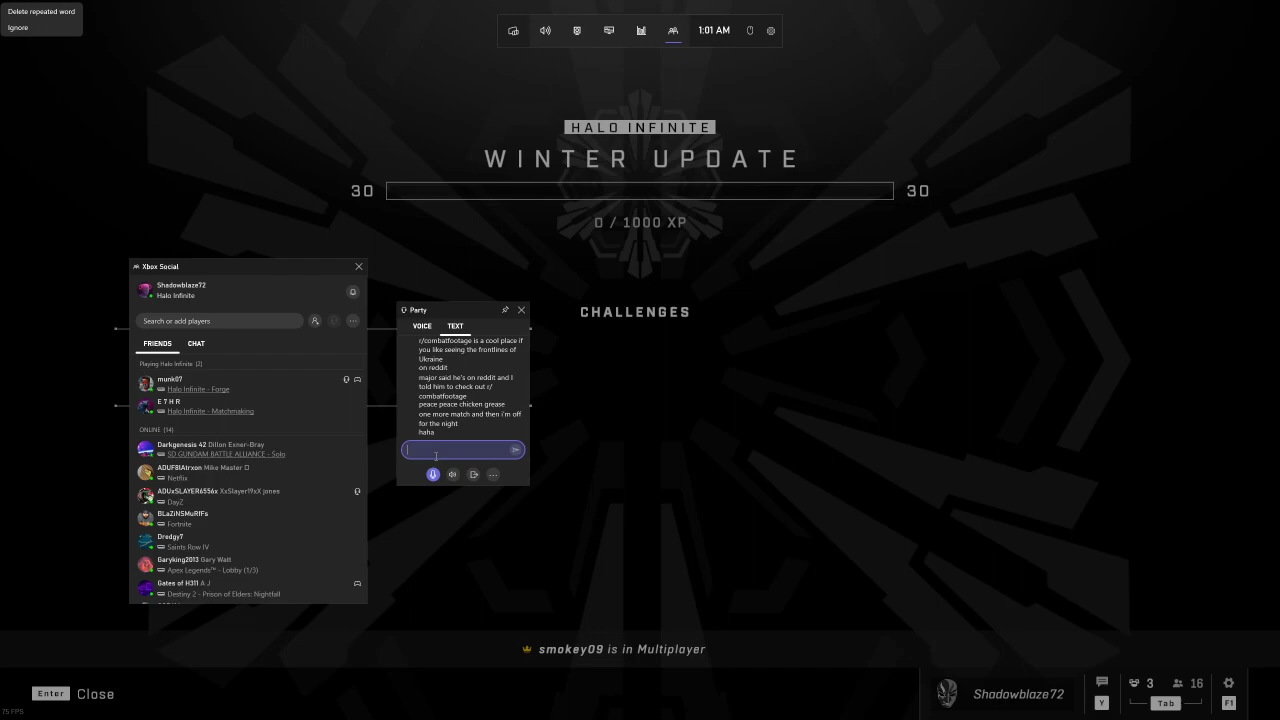 Delete repeated word
Ignore
1:01 AM
HALO INFINITE
WINTER UPDATE
30
30
0 / 1000 XP
CHALLENGES
Xbox Social
Shadowblaze72
Halo Infinite
Search or add players
FRIENDS CHAT
Playing Halo Infinite (2)
munk07
Halo Infinite - Forge
E 7 H R
Halo Infinite - Matchmaking
ONLINE (14)
Darkgenesis 42 Dillon Exner-Bray
SD GUNDAM BATTLE ALLIANCE - Solo
ADUF8lAtrxon Mike Master
Netflix
ADUxSLAYER6556x XxSlayer19xX jones
DayZ
BLaZiNSMuRfFs
Fortnite
Dredgy7
Saints Row IV
Garyking2013 Gary Watt
Apex Legends™ - Lobby (1/3)
Gates of H311 A J
Destiny 2 - Prison of Elders: Nightfall
Party
VOICE TEXT
r/combatfootage is a cool place if
you like seeing the frontlines of
Ukraine
on reddit
major said he's on reddit and I
told him to check out r/
combatfootage
peace peace chicken grease
one more match and then i'm off
for the night
haha
smokey09 is in Multiplayer
Enter Close
Shadowblaze72
Y
3
16
Tab
F1
75 FPS